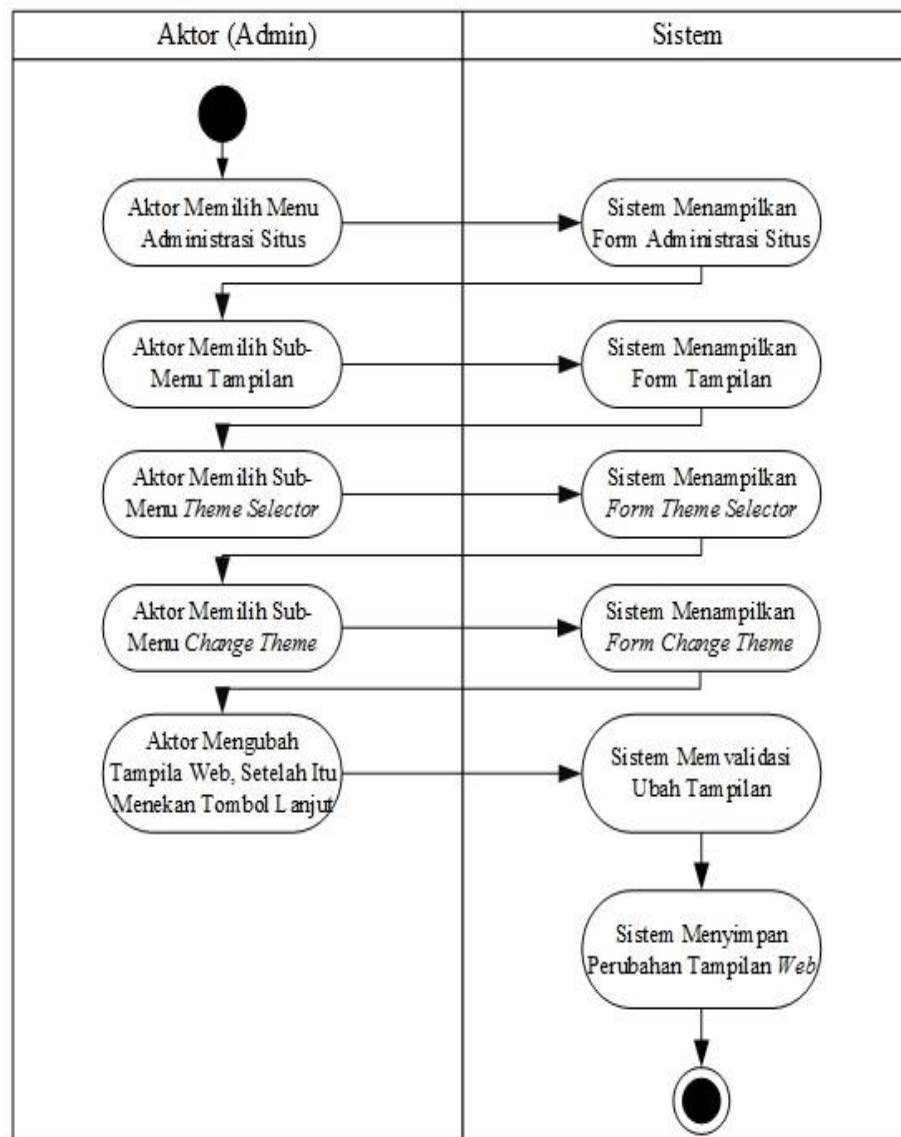 Aktor (Admin)
Sistem
Aktor Memilih Menu
Administrasi Situs
Sistem Menampilkan
Form Administrasi Situs
Aktor Memilih Sub-
Menu Tampilan
Sistem Menampilkan
Form Tampilan
Aktor Memilih Sub-
Menu Theme Selector
Sistem Menampilkan
Form Theme Selector
Aktor Memilih Sub-
Menu Change Theme
Sistem Menampilkan
Form Change Theme
Aktor Mengubah
Tampila Web, Setelah Itu
Menekan Tombol Lanjut
Sistem Memvalidasi
Ubah Tampilan
Sistem Menyimpan
Perubahan Tampilan Web